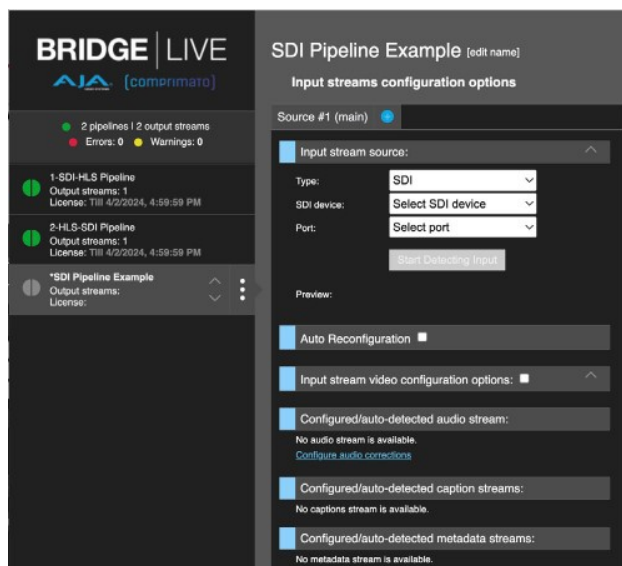 BRIDGE | LIVE
AJA [comprimato]
2 pipelines I 2 output streams
Errors: 0 Warnings: 0
1-SDI-HLS Pipeline
Output streams: 1
License: Till 4/2/2024, 4:59:59 PM
2-HLS-SDI Pipeline
Output streams: 1
License: Till 4/2/2024, 4:59:59 PM
*SDI Pipeline Example
Output streams:
License:
SDI Pipeline Example [edit name]
Input streams configuration options
Source #1 (main)
Input stream source:
Type: SDI
SDI device: Select SDI device
Port: Select port
Start Detecting Input
Preview:
Auto Reconfiguration
Input stream video configuration options:
Configured/auto-detected audio stream:
No audio stream is available.
Configure audio corrections
Configured/auto-detected caption streams:
No captions stream is available.
Configured/auto-detected metadata streams:
No metadata stream is available.